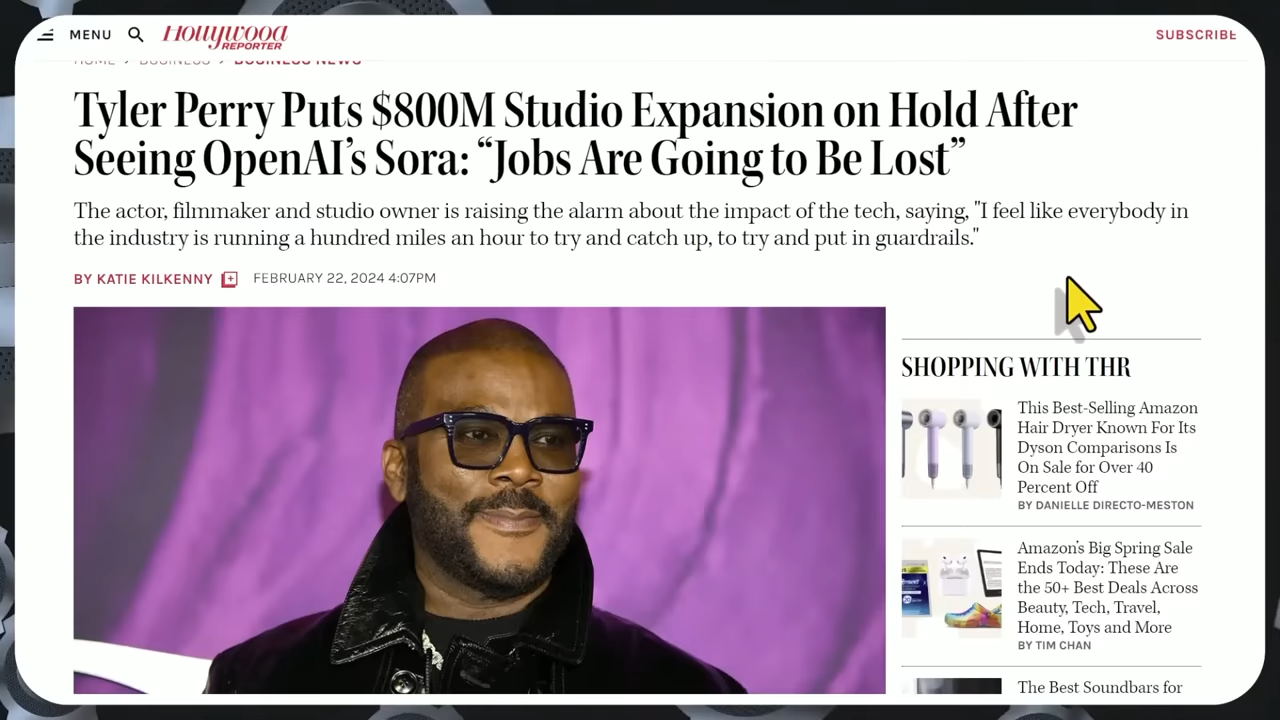 MENU
Hollywood
REPORTER
SUBSCRIBE
HOME > BUSINESS > BUSINESS NEWS
Tyler Perry Puts $800M Studio Expansion on Hold After
Seeing OpenAI’s Sora: “Jobs Are Going to Be Lost”
The actor, filmmaker and studio owner is raising the alarm about the impact of the tech, saying, "I feel like everybody in
the industry is running a hundred miles an hour to try and catch up, to try and put in guardrails."
BY KATIE KILKENNY
FEBRUARY 22, 2024 4:07PM
SHOPPING WITH THR
This Best-Selling Amazon
Hair Dryer Known For Its
Dyson Comparisons Is
On Sale for Over 40
Percent Off
BY DANIELLE DIRECTO-MESTON
Amazon’s Big Spring Sale
Ends Today: These Are
the 50+ Best Deals Across
Beauty, Tech, Travel,
Home, Toys and More
BY TIM CHAN
The Best Soundbars for